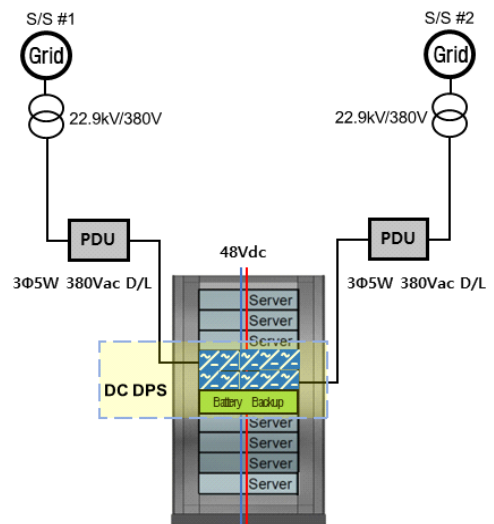 S/S #1
S/S #2
Grid
Grid
22.9kV/380V
22.9kV/380V
PDU
PDU
48Vdc
3Φ5W 380Vac D/L
3Φ5W 380Vac D/L
Server
Server
Server
DC DPS
Battery Backup
Server
Server
Server
Server